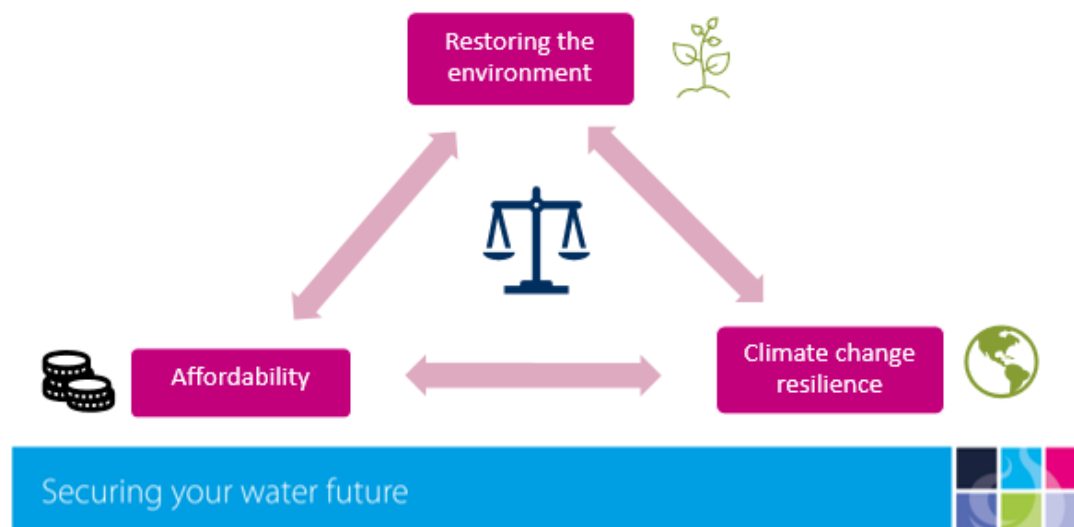 Restoring the
environment
Affordability
Climate change
resilience
Securing your water future